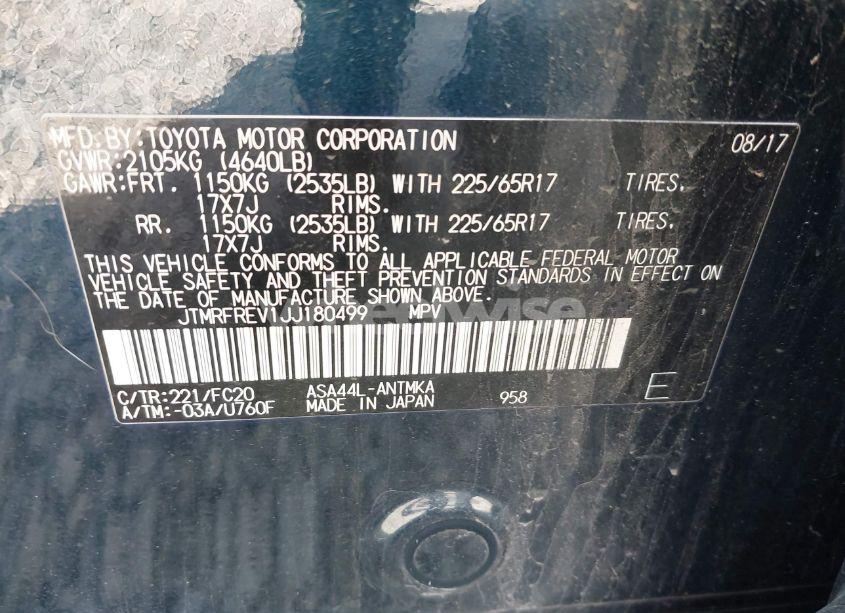 MFD.BY:TOYOTA MOTOR CORPORATION 08/17
GVWR:2105KG (4640LB)
GAWR:FRT. 1150KG (2535LB) WITH 225/65R17 TIRES.
17X7J RIMS.
RR. 1150KG (2535LB) WITH 225/65R17 TIRES.
17X7J RIMS.
THIS VEHICLE CONFORMS TO ALL APPLICABLE FEDERAL MOTOR
VEHICLE SAFETY AND THEFT PREVENTION STANDARDS IN EFFECT ON
THE DATE OF MANUFACTURE SHOWN ABOVE.
JTMRFREV1JJ180499 MPV
C/TR:221/FC20 ASA44L-ANTMKA 958 E
A/TM:-03A/U760F MADE IN JAPAN